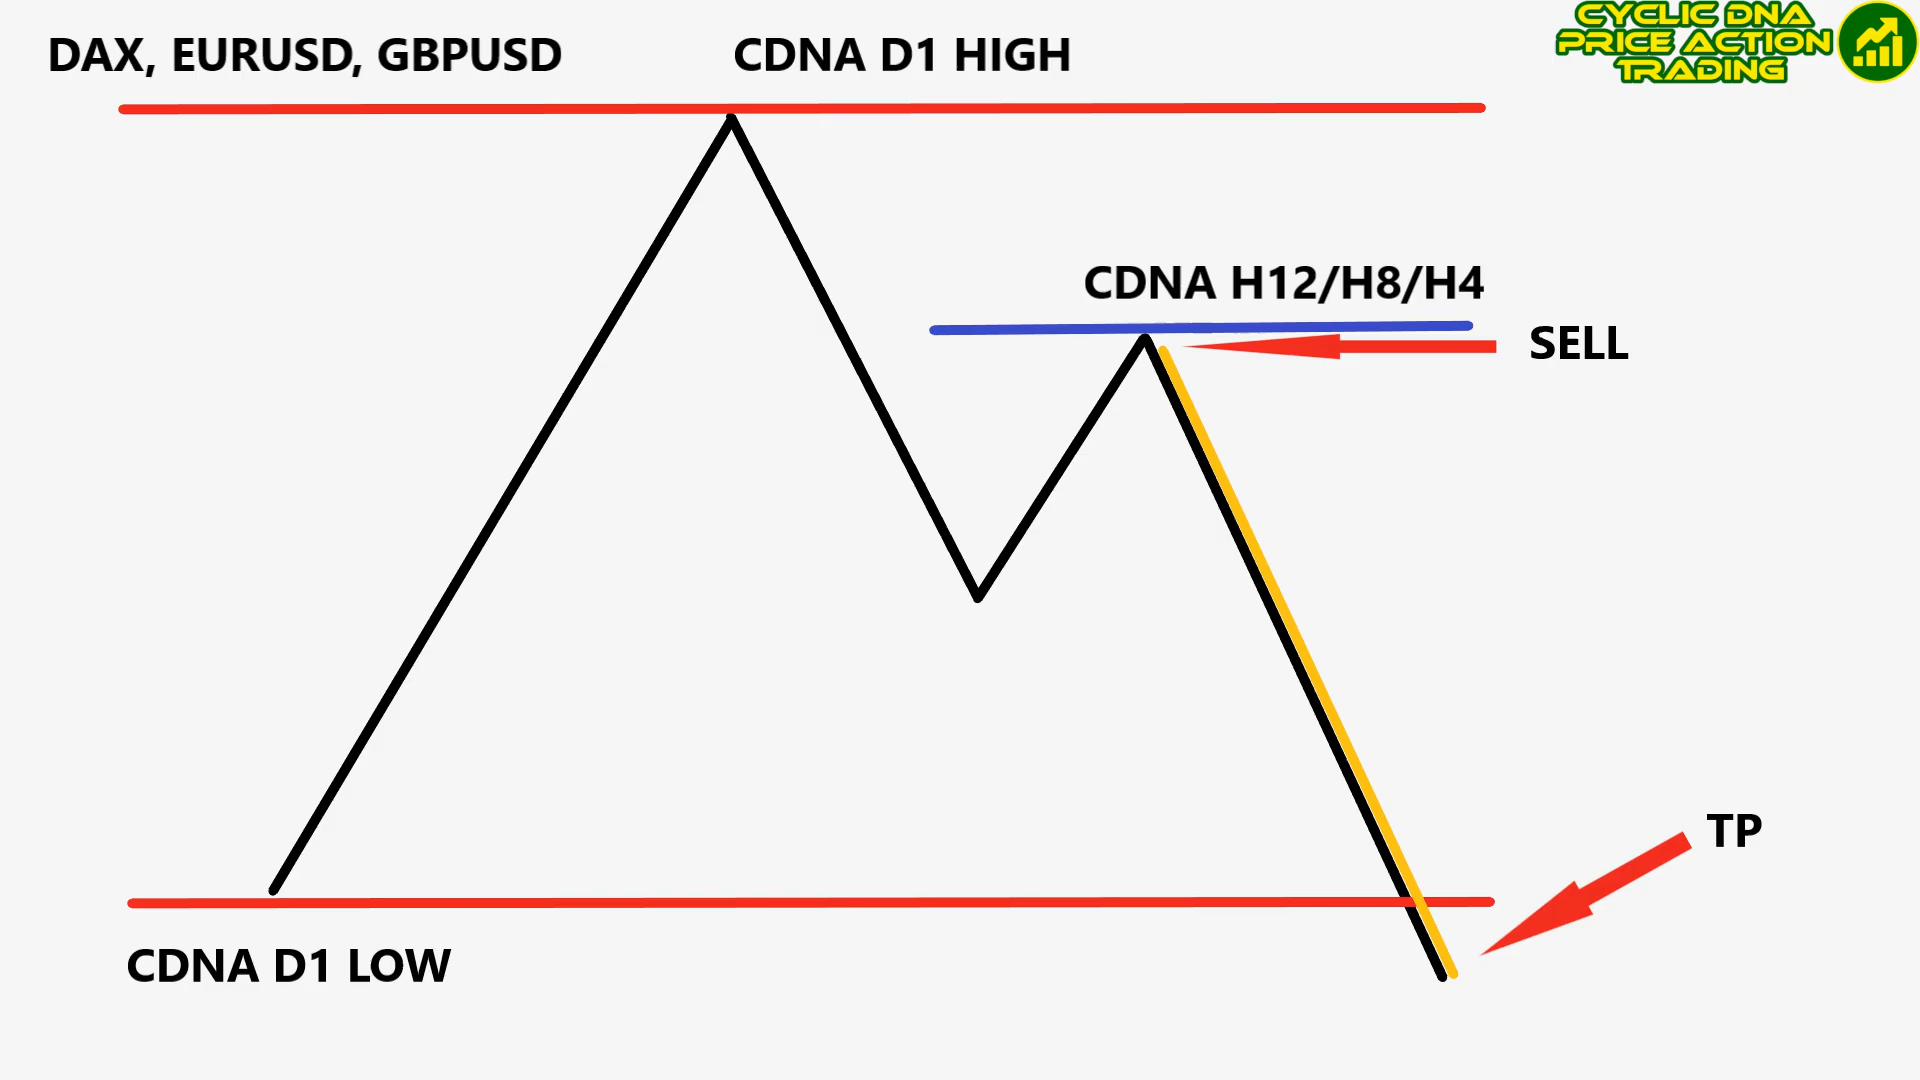 DAX, EURUSD, GBPUSD
CDNA D1 HIGH
CYCLIC DNA
PRICE ACTION
TRADING
CDNA H12/H8/H4
SELL
TP
CDNA D1 LOW